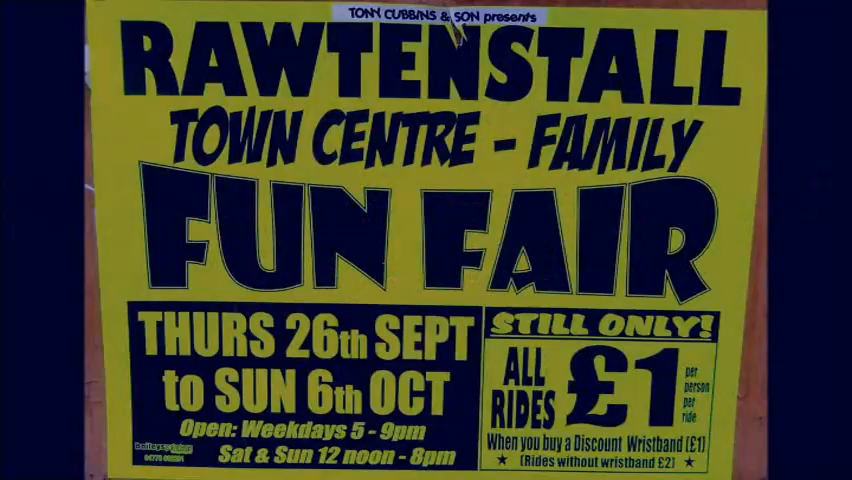 TONY CUBBINS & SON presents
RAWTENSTALL
TOWN CENTRE - FAMILY
FUN FAIR
THURS 26th SEPT
to SUN 6th OCT
Open: Weekdays 5 - 9pm
Sat & Sun 12 noon - 8pm
STILL ONLY!
ALL RIDES £1 per person per ride
When you buy a Discount Wristband (£1)
★ (Rides without wristband £2) ★